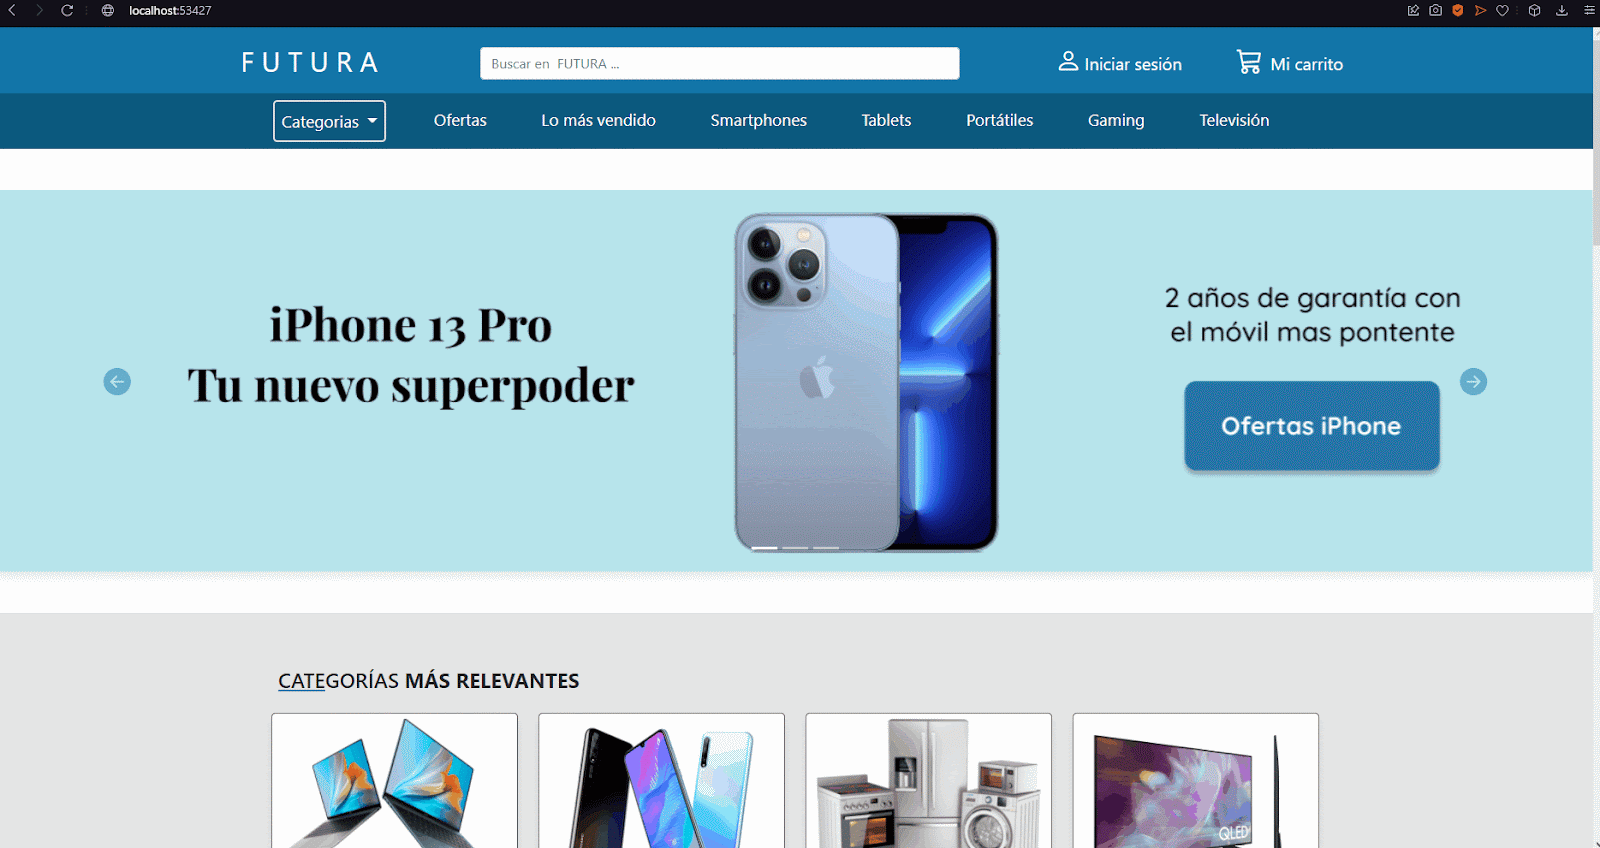 localhost:53427
FUTURA
Buscar en FUTURA ...
Iniciar sesión
Mi carrito
Categorias
Ofertas
Lo más vendido
Smartphones
Tablets
Portátiles
Gaming
Televisión
iPhone 13 Pro
Tu nuevo superpoder
2 años de garantía con
el móvil mas pontente
Ofertas iPhone
CATEGORÍAS MÁS RELEVANTES
QLED